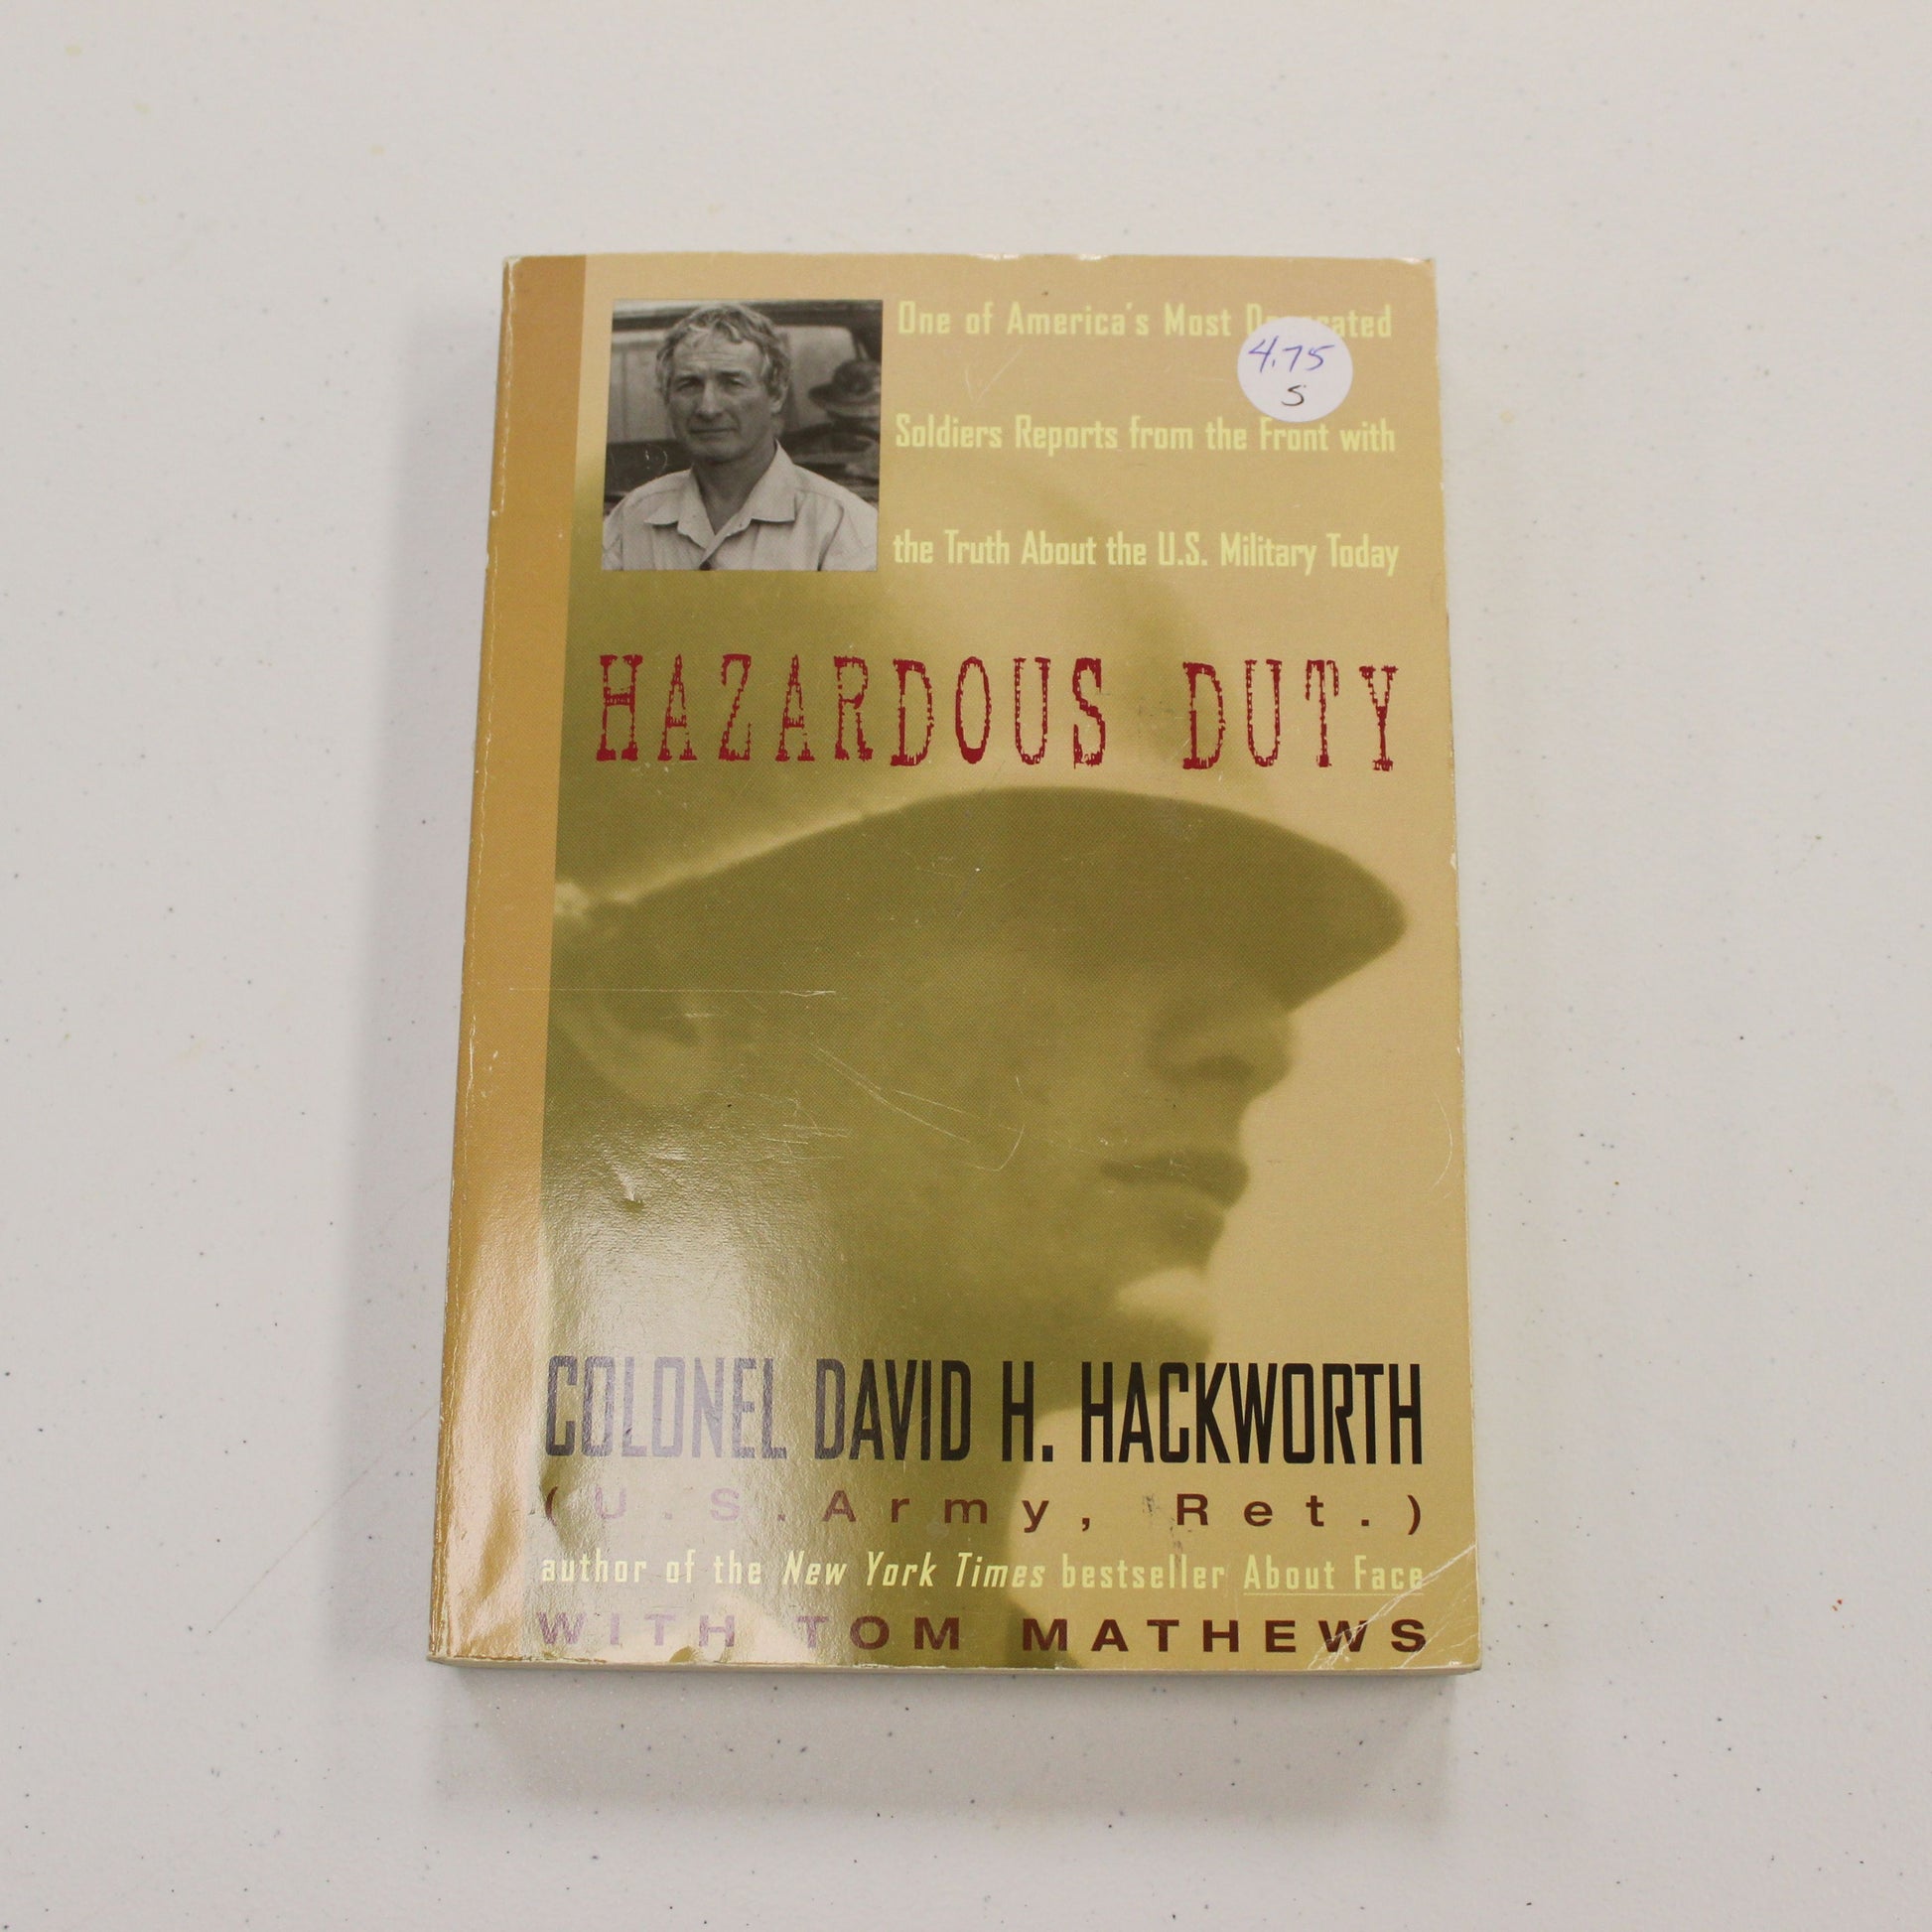 One of America's Most Decorated
4.75
S
Soldiers Reports from the Front with
the Truth About the U.S. Military Today
HAZARDOUS DUTY
COLONEL DAVID H. HACKWORTH
(U.S. Army, Ret.)
author of the New York Times bestseller About Face
WITH TOM MATHEWS